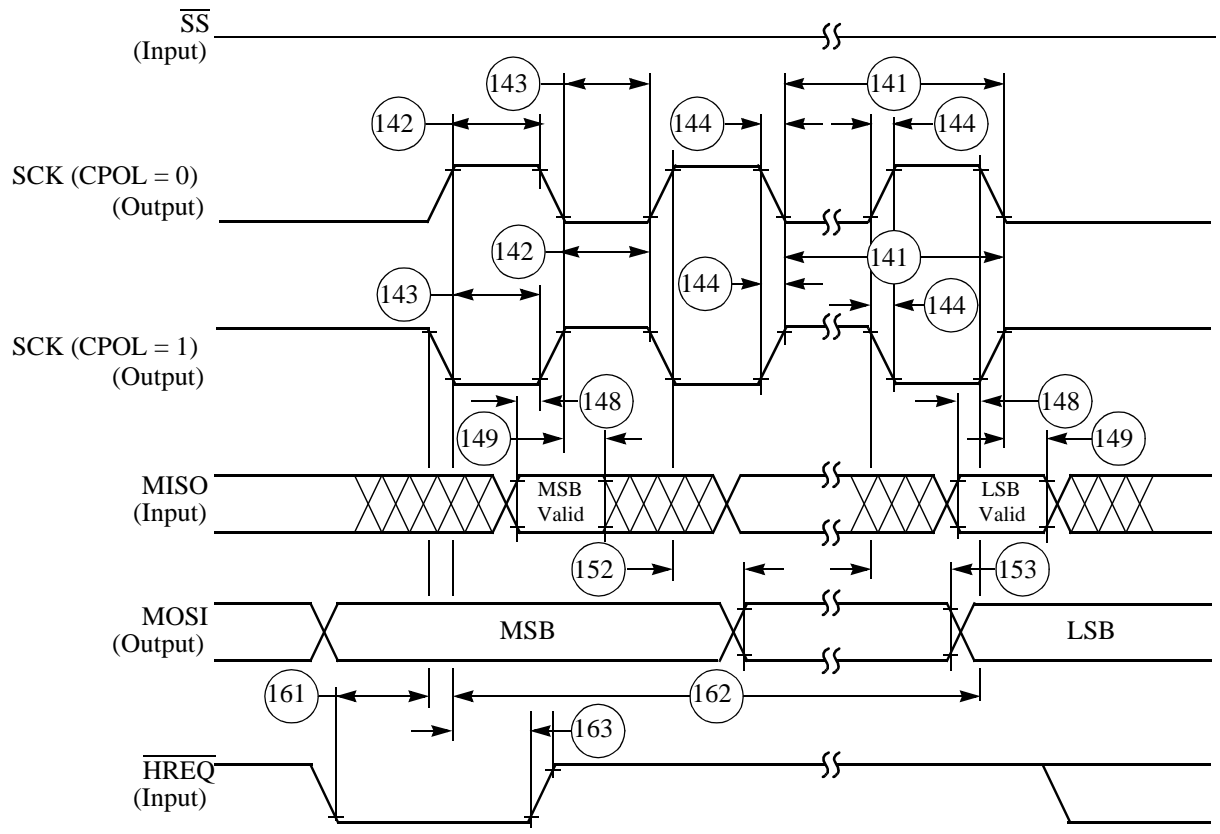 SS
(Input)
143
141
142
144
144
SCK (CPOL = 0)
(Output)
142
141
143
144
144
SCK (CPOL = 1)
(Output)
148
148
149
149
MISO
(Input)
MSB
Valid
LSB
Valid
152
153
MOSI
(Output)
MSB
LSB
161
162
163
HREQ
(Input)